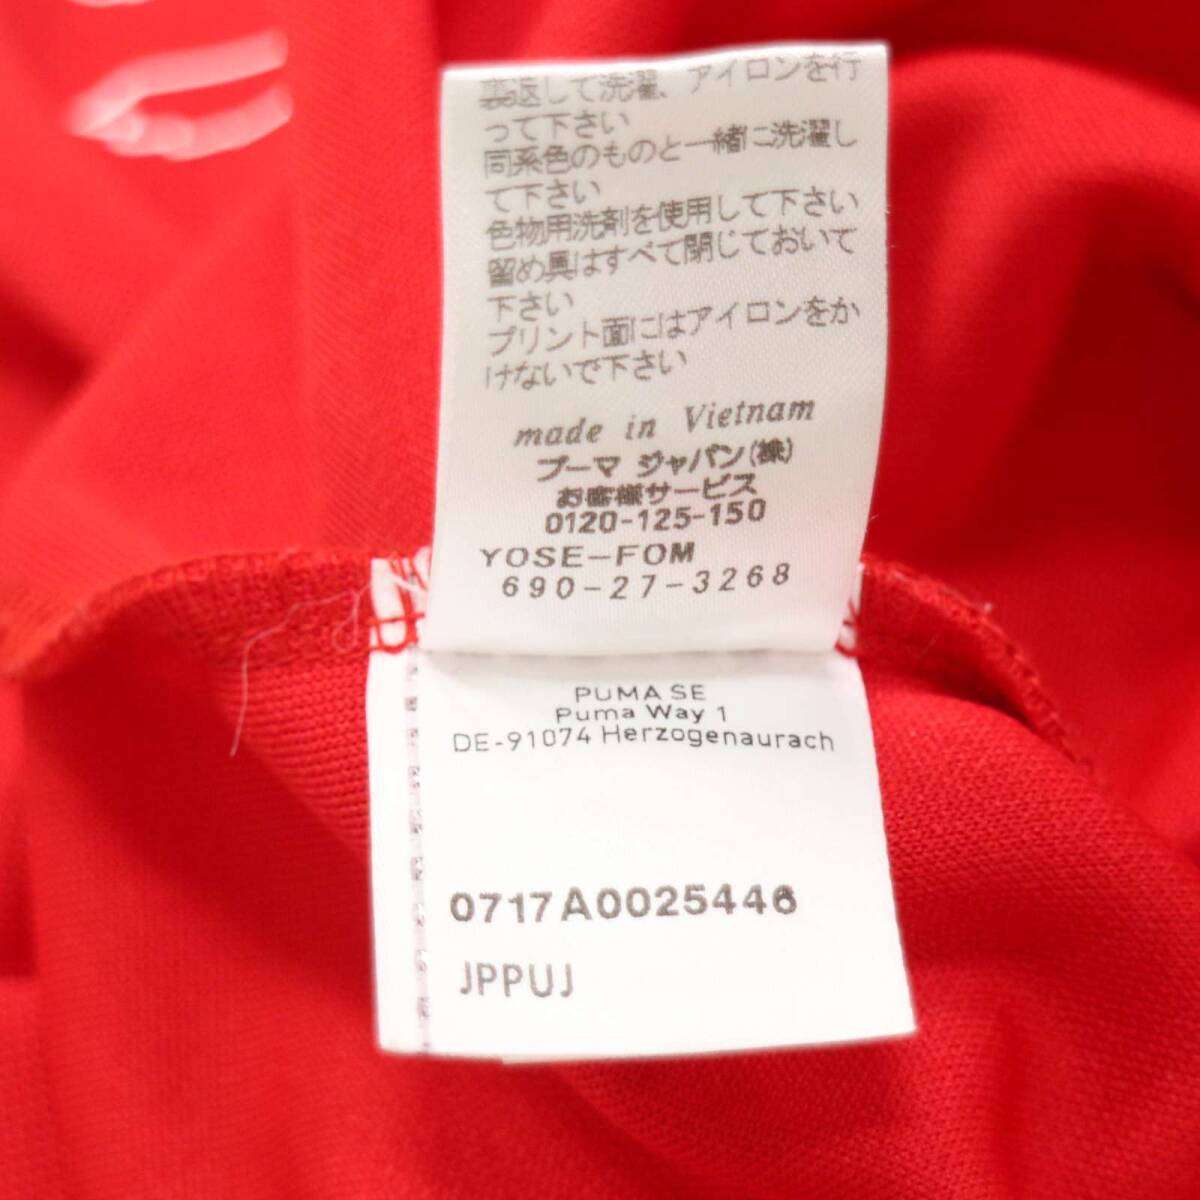 裏返して洗濯、アイロンを行
って下さい
同系色のものと一緒に洗濯し
て下さい
色物用洗剤を使用して下さい
留め具はすべて閉じておいて
下さい
プリント面にはアイロンをか
けないで下さい
made in Vietnam
プーマ ジャパン(株)
お客様サービス
0120-125-150
YOSE-FOM
690-27-3268
PUMA SE
Puma Way 1
DE-91074 Herzogenaurach
0717A0025446
JPPUJ